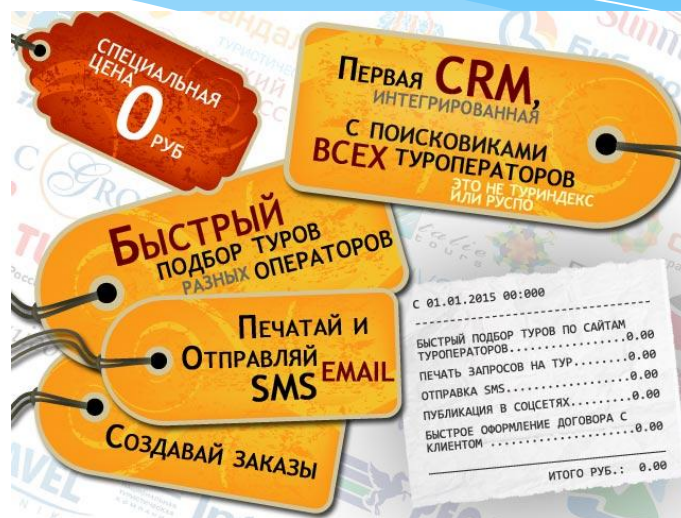 СПЕЦИАЛЬНАЯ
ЦЕНА
0 РУБ
ПЕРВАЯ CRM,
ИНТЕГРИРОВАННАЯ
С ПОИСКОВИКАМИ
ВСЕХ ТУРОПЕРАТОРОВ
ЭТО НЕ ТУРИНДЕКС
ИЛИ РУСПО
БЫСТРЫЙ
ПОДБОР ТУРОВ
РАЗНЫХ ОПЕРАТОРОВ
ПЕЧАТАЙ И
ОТПРАВЛЯЙ
SMS EMAIL
СОЗДАВАЙ ЗАКАЗЫ
С 01.01.2015 00:000
БЫСТРЫЙ ПОДБОР ТУРОВ ПО САЙТАМ
ТУРОПЕРАТОРОВ................0.00
ПЕЧАТЬ ЗАПРОСОВ НА ТУР........0.00
ОТПРАВКА SMS..................0.00
ПУБЛИКАЦИЯ В СОЦСЕТЯХ.........0.00
БЫСТРОЕ ОФОРМЛЕНИЕ ДОГОВОРА С
КЛИЕНТОМ .....................0.00
ИТОГО РУБ.: 0.00